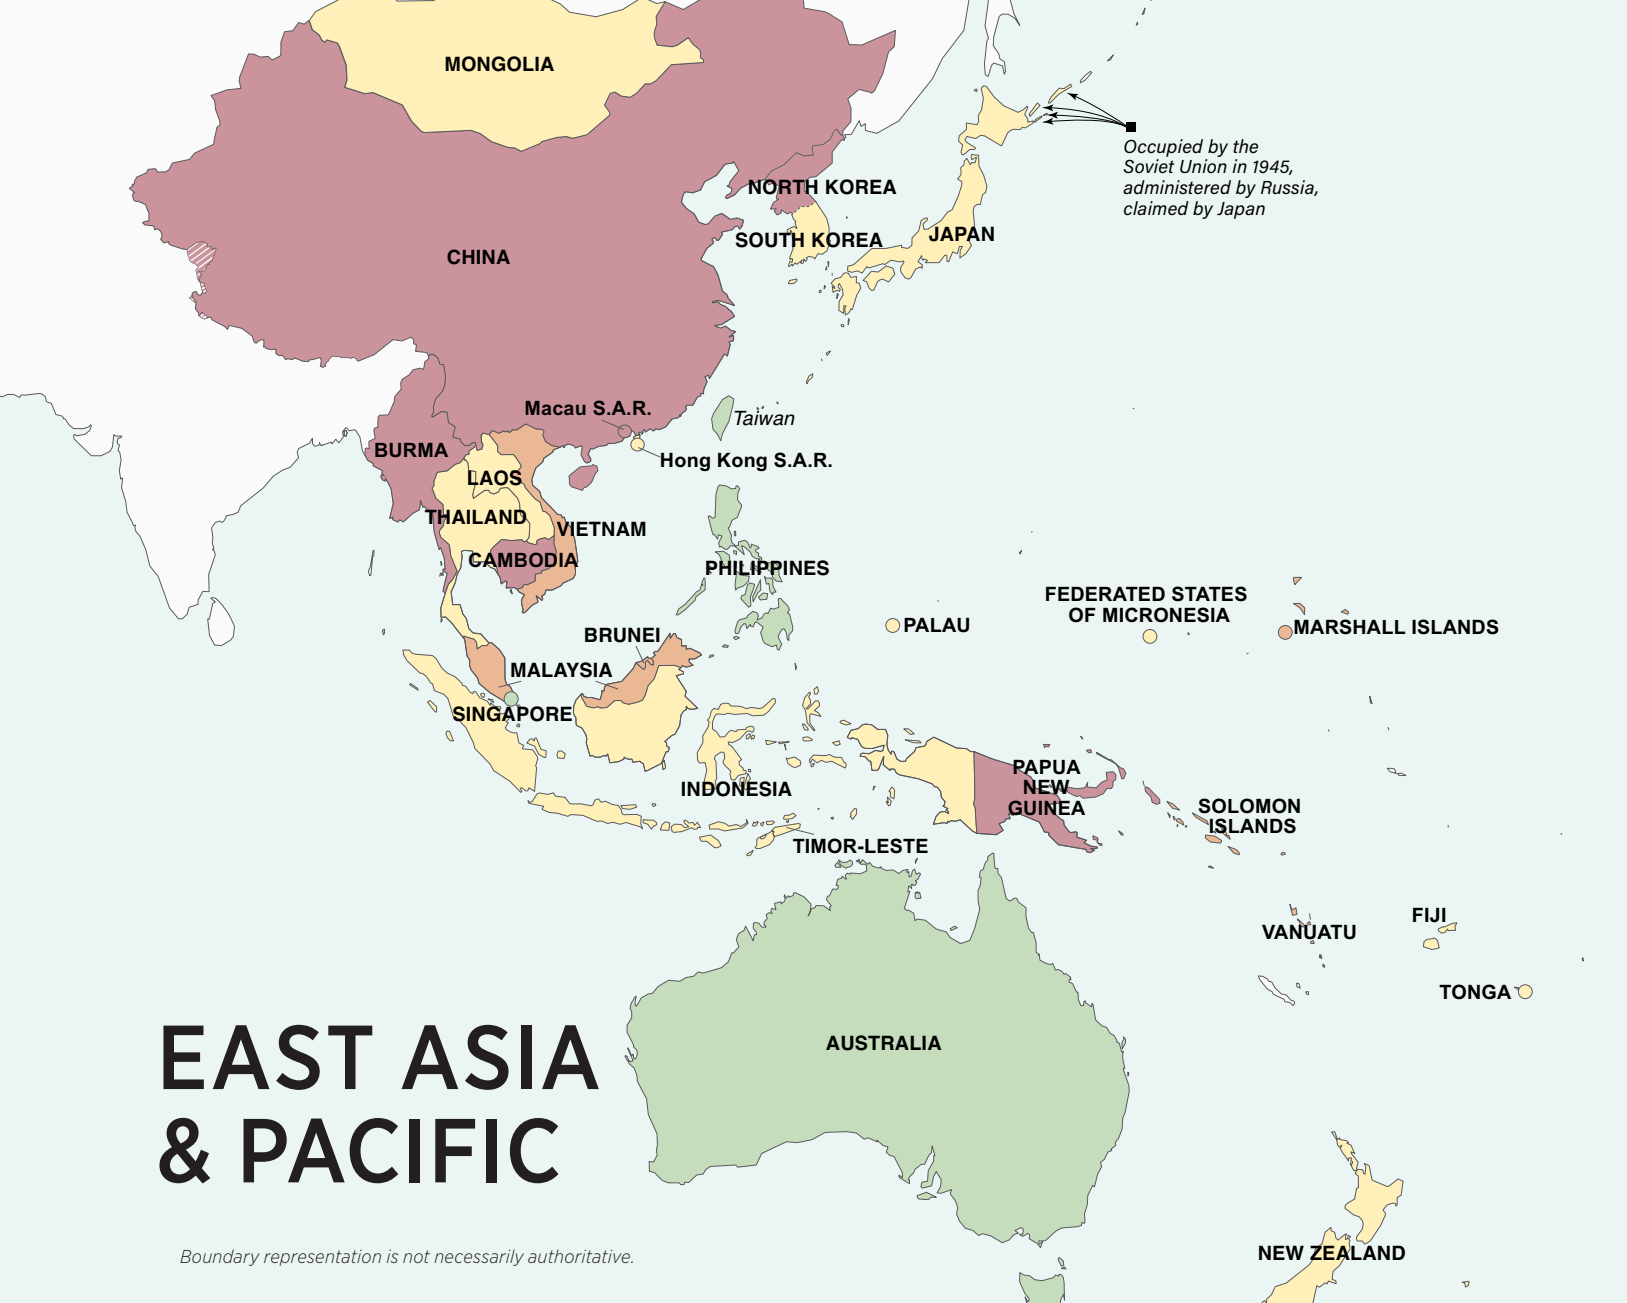 MONGOLIA
Occupied by the
Soviet Union in 1945,
administered by Russia,
claimed by Japan
NORTH KOREA
SOUTH KOREA
JAPAN
CHINA
Macau S.A.R.
Taiwan
BURMA
Hong Kong S.A.R.
LAOS
THAILAND
VIETNAM
CAMBODIA
PHILIPPINES
FEDERATED STATES
OF MICRONESIA
PALAU
MARSHALL ISLANDS
BRUNEI
MALAYSIA
SINGAPORE
INDONESIA
PAPUA
NEW
GUINEA
SOLOMON
ISLANDS
TIMOR-LESTE
VANUATU
FIJI
TONGA
AUSTRALIA
EAST ASIA
& PACIFIC
NEW ZEALAND
Boundary representation is not necessarily authoritative.